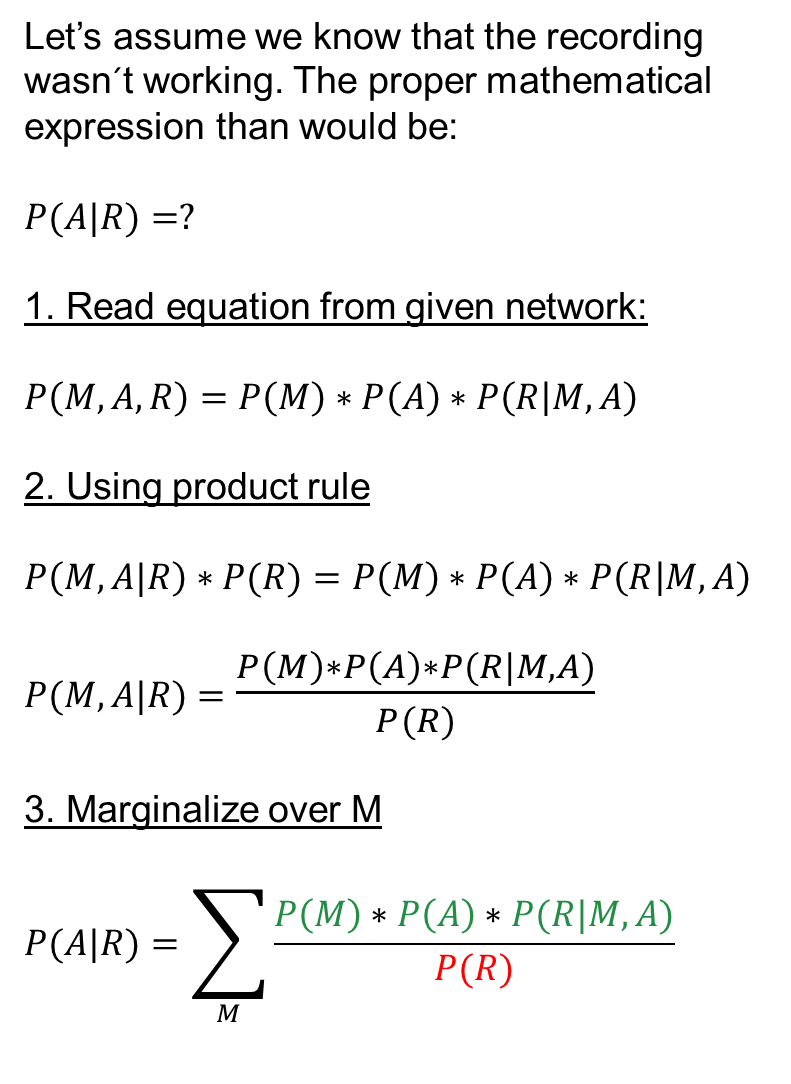 Let’s assume we know that the recording
wasn´t working. The proper mathematical
expression than would be:
P(A|R) =?
1. Read equation from given network:
P(M, A, R) = P(M) ∗ P(A) ∗ P(R|M, A)
2. Using product rule
P(M, A|R) ∗ P(R) = P(M) ∗ P(A) ∗ P(R|M, A)
P(M, A|R) = P(M)∗P(A)∗P(R|M,A)
P(R)
3. Marginalize over M
P(A|R) = ∑ P(M) ∗ P(A) ∗ P(R|M, A)
P(R)
M